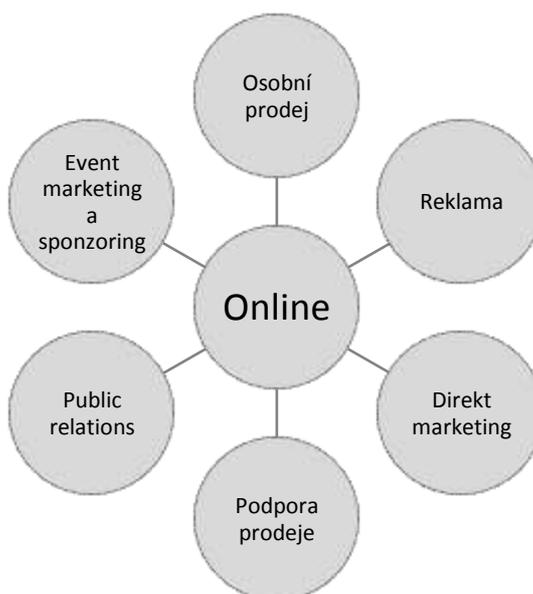 Osobní
prodej
Event
marketing
a
sponzoring
Reklama
Online
Public
relations
Direkt
marketing
Podpora
prodeje